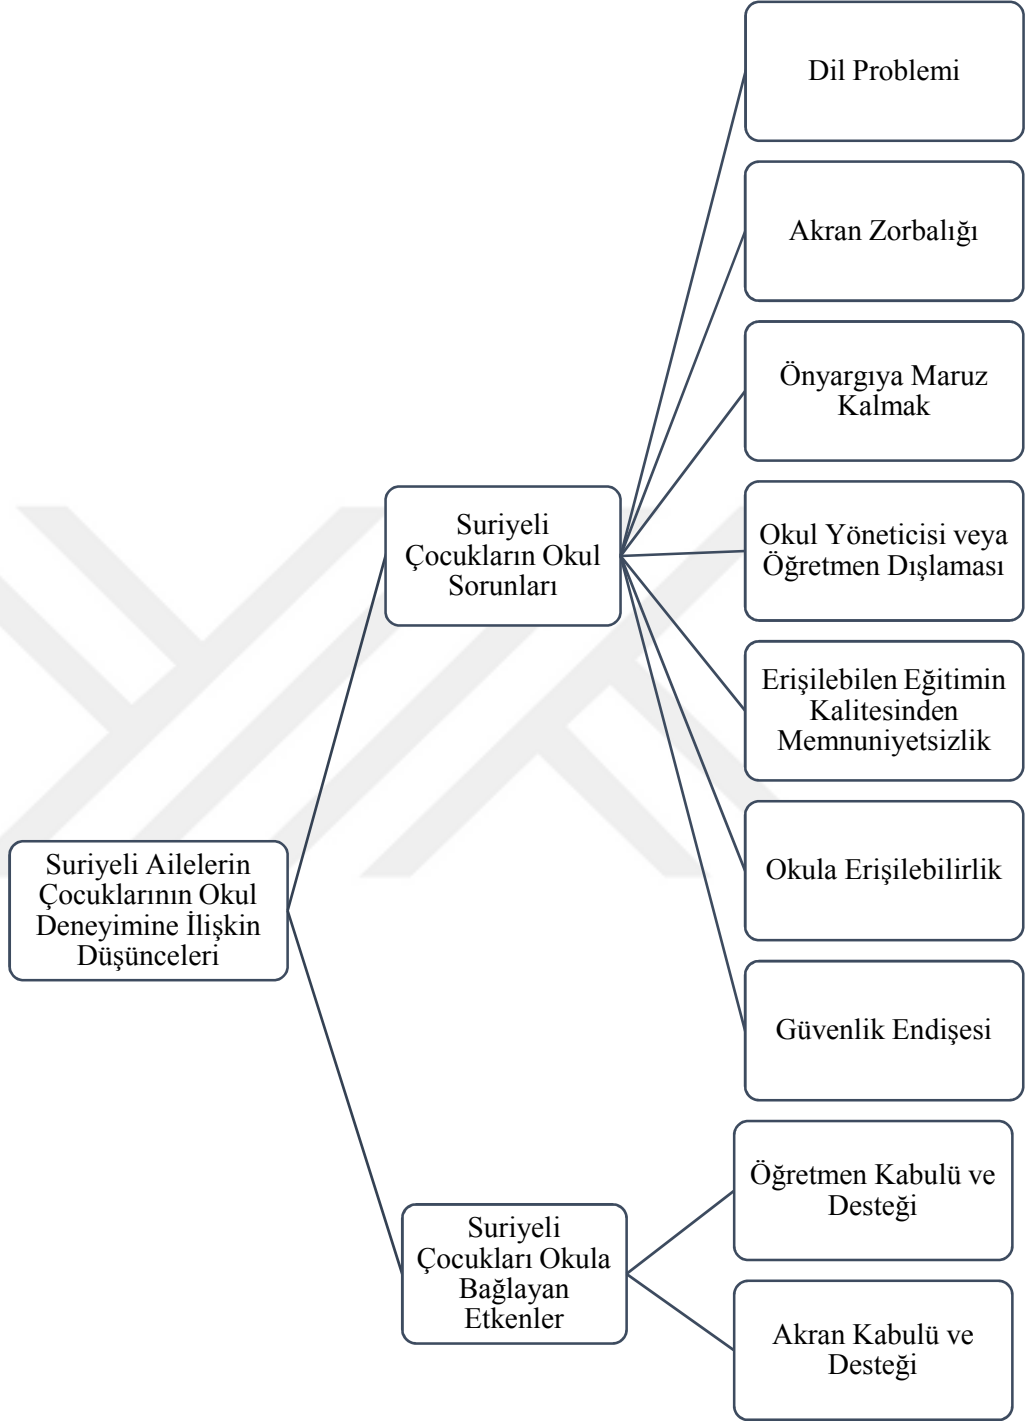 Suriyeli Ailelerin
Çocuklarının Okul
Deneyimine İlişkin
Düşünceleri
Suriyeli
Çocukların Okul
Sorunları
Dil Problemi
Akran Zorbalığı
Önyargıya Maruz
Kalmak
Okul Yöneticisi veya
Öğretmen Dışlaması
Erişilebilen Eğitimin
Kalitesinden
Memnuniyetsizlik
Okula Erişilebilirlik
Güvenlik Endişesi
Suriyeli
Çocukları Okula
Bağlayan
Etkenler
Öğretmen Kabulü ve
Desteği
Akran Kabulü ve
Desteği